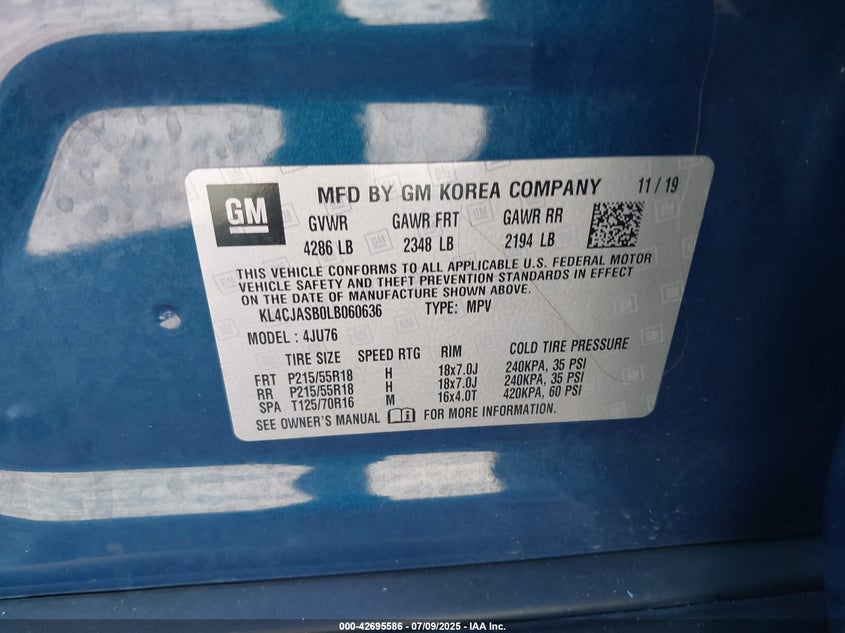 GM MFD BY GM KOREA COMPANY 11 / 19
GVWR GAWR FRT GAWR RR
4286 LB 2348 LB 2194 LB
THIS VEHICLE CONFORMS TO ALL APPLICABLE U.S. FEDERAL MOTOR
VEHICLE SAFETY AND THEFT PREVENTION STANDARDS IN EFFECT
ON THE DATE OF MANUFACTURE SHOWN ABOVE.
KL4CJASB0LB060636 TYPE: MPV
MODEL : 4JU76
TIRE SIZE SPEED RTG RIM COLD TIRE PRESSURE
FRT P215/55R18 H 18x7.0J 240KPA, 35 PSI
RR P215/55R18 H 18x7.0J 240KPA, 35 PSI
SPA T125/70R16 M 16x4.0T 420KPA, 60 PSI
SEE OWNER'S MANUAL FOR MORE INFORMATION.
000-42695586 - 07/09/2025 - IAA Inc.